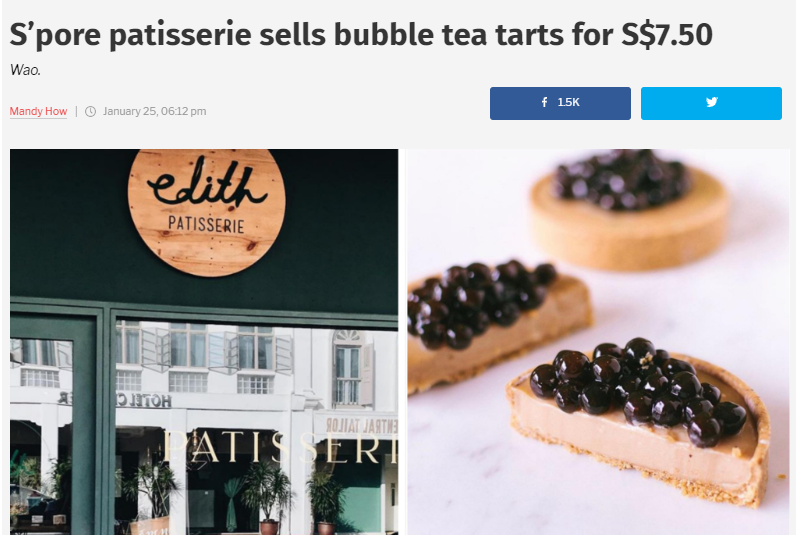 S'pore patisserie sells bubble tea tarts for S$7.50
Wao.
Mandy How | January 25, 06:12 pm
1.5K
edith
PATISSERIE
HOTEL
CENTRAL TAILOR
PATISSERI